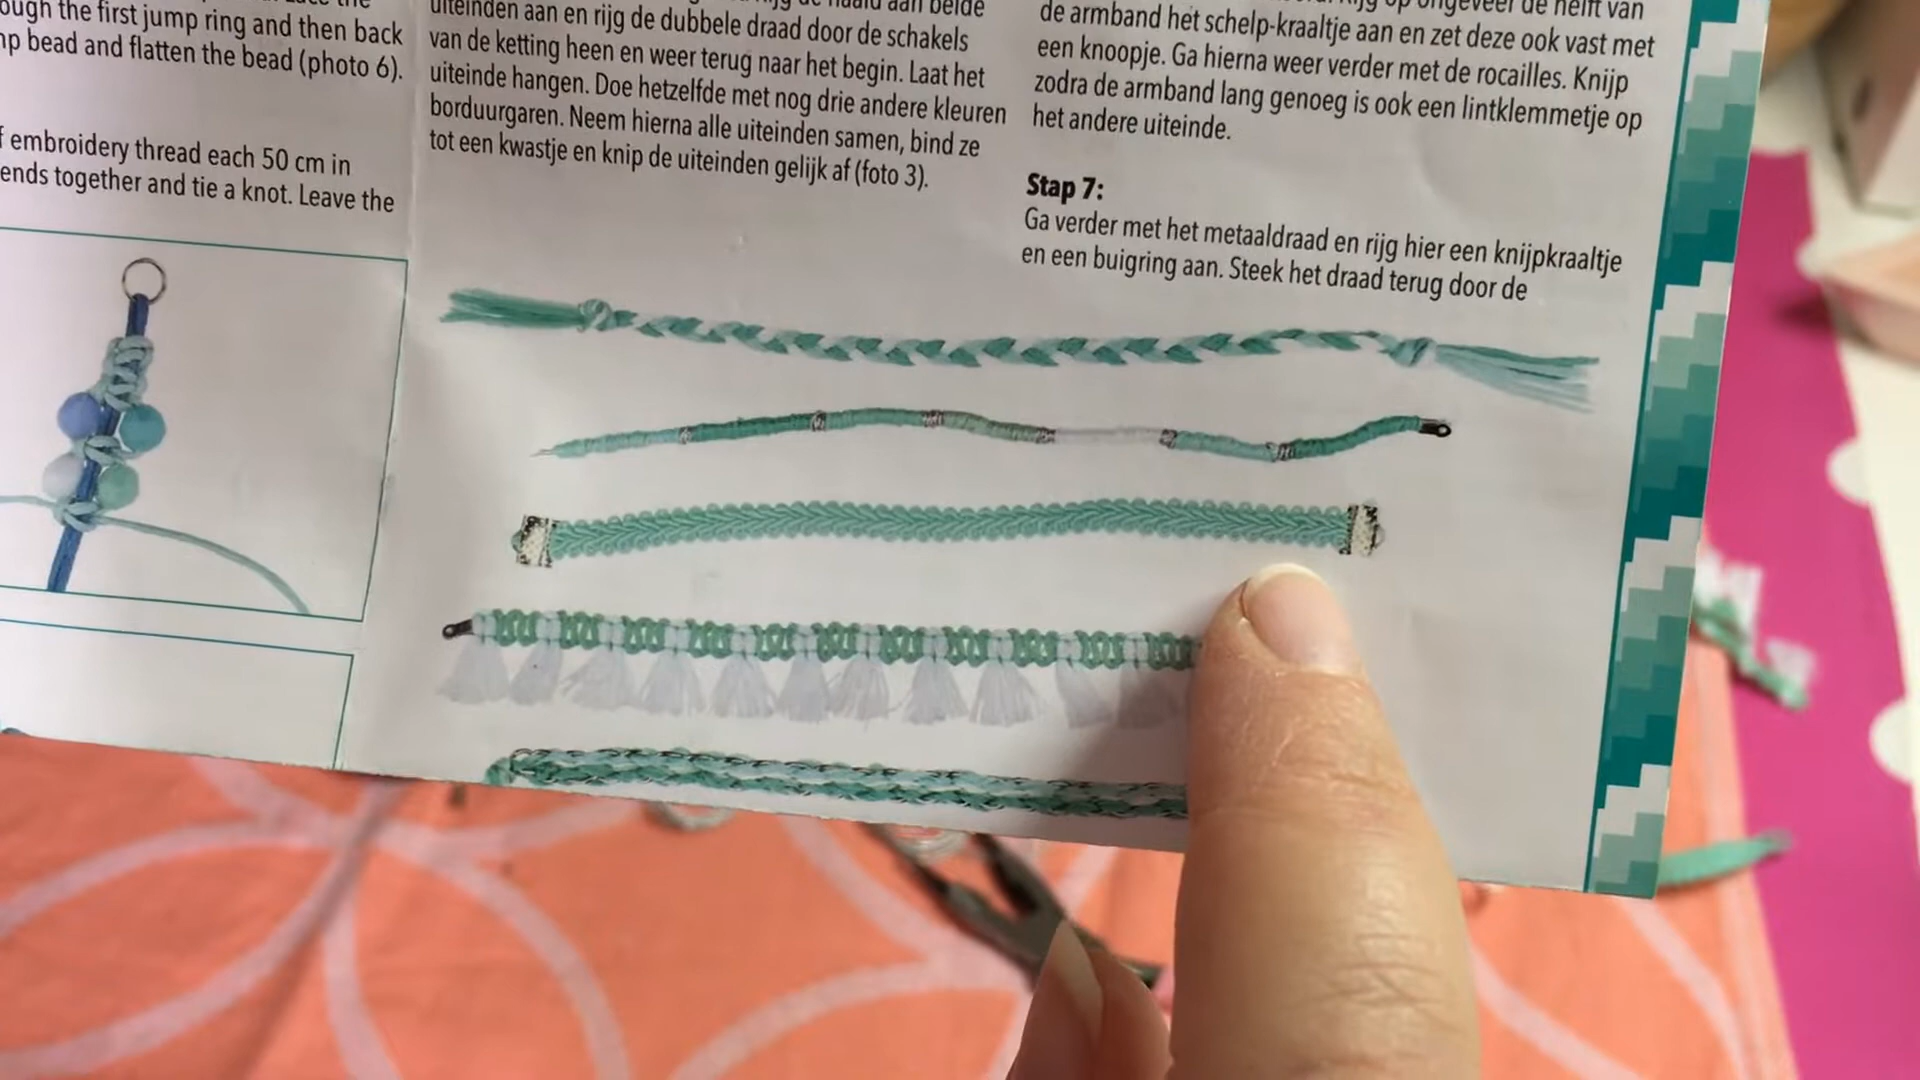 ough the first jump ring and then back
mp bead and flatten the bead (photo 6).
f embroidery thread each 50 cm in
ends together and tie a knot. Leave the
uiteinden aan en rijg de dubbele draad door de schakels
van de ketting heen en weer terug naar het begin. Laat het
uiteinde hangen. Doe hetzelfde met nog drie andere kleuren
borduurgaren. Neem hierna alle uiteinden samen, bind ze
tot een kwastje en knip de uiteinden gelijk af (foto 3).
op ongeveer de helft van
de armband het schelp-kraaltje aan en zet deze ook vast met
een knoopje. Ga hierna weer verder met de rocailles. Knijp
zodra de armband lang genoeg is ook een lintklemmetje op
het andere uiteinde.
Stap 7:
Ga verder met het metaaldraad en rijg hier een knijpkraaltje
en een buigring aan. Steek het draad terug door de